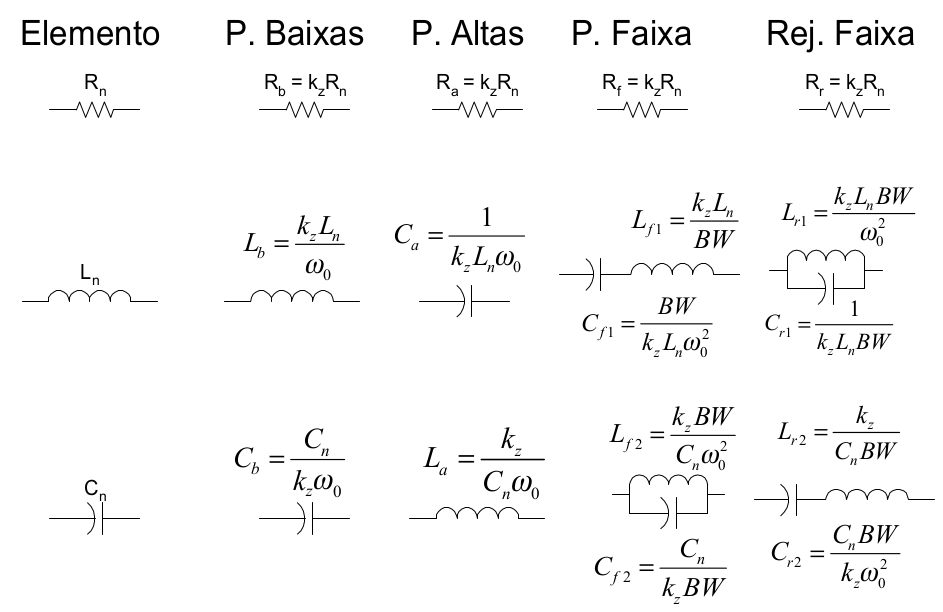 Elemento P. Baixas P. Altas P. Faixa Rej. Faixa
R_n R_b = k_zR_n R_a = k_zR_n R_f = k_zR_n R_r = k_zR_n
L_n L_b = k_zL_n/ω_0 C_a = 1/(k_zL_nω_0) L_{f1} = k_zL_n/BW L_{r1} = k_zL_nBW/ω_0^2
C_{f1} = BW/(k_zL_nω_0^2) C_{r1} = 1/(k_zL_nBW)
C_n C_b = C_n/(k_zω_0) L_a = k_z/(C_nω_0) L_{f2} = k_zBW/(C_nω_0^2) L_{r2} = k_z/(C_nBW)
C_{f2} = C_n/(k_zBW) C_{r2} = C_nBW/(k_zω_0^2)